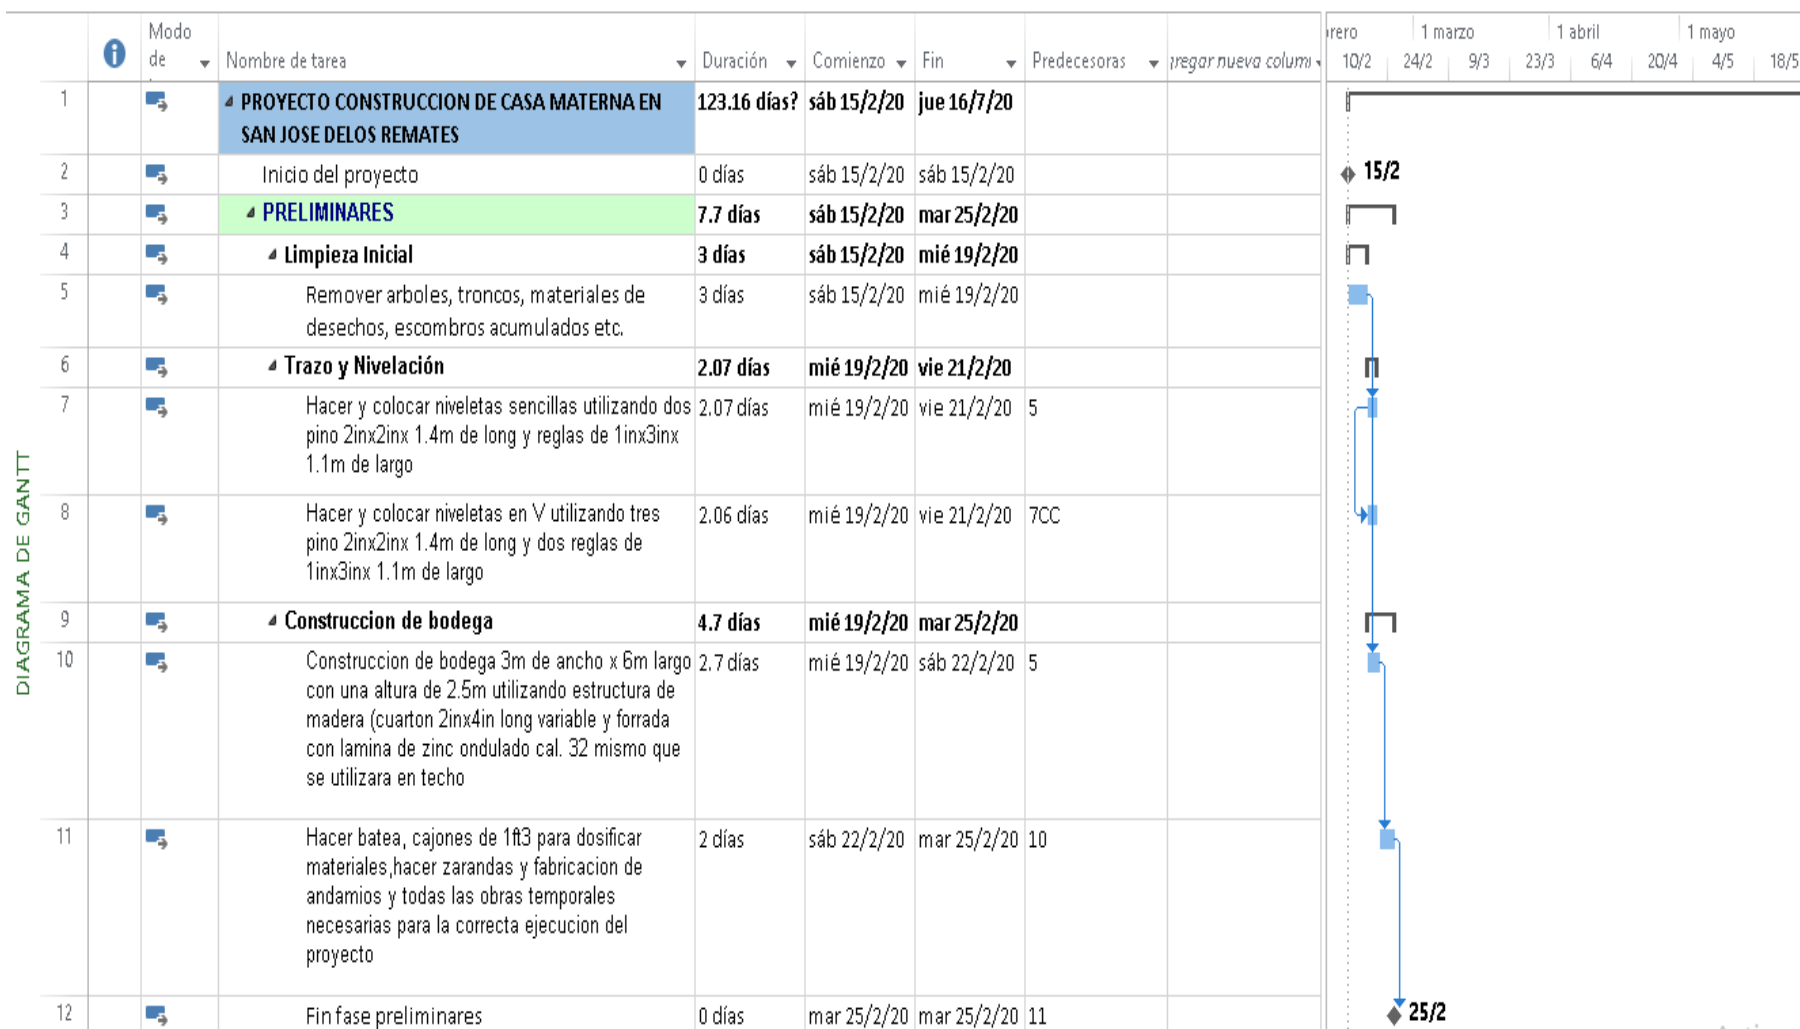 DIAGRAMA DE GANTT
Modo
de
Nombre de tarea
Duración
Comienzo
Fin
Predecesoras
1 marzo
1 abril
1 mayo
10/2 24/2 9/3 23/3 6/4 20/4 4/5 18/5
1 PROYECTO CONSTRUCCION DE CASA MATERNA EN 123.16 días? sáb 15/2/20 jue 16/7/20
SAN JOSE DELOS REMATES
2 Inicio del proyecto 0 días sáb 15/2/20 sáb 15/2/20 15/2
3 PRELIMINARES 7.7 días sáb 15/2/20 mar 25/2/20
4 Limpieza Inicial 3 días sáb 15/2/20 mié 19/2/20
5 Remover arboles, troncos, materiales de 3 días sáb 15/2/20 mié 19/2/20
desechos, escombros acumulados etc.
6 Trazo y Nivelación 2.07 días mié 19/2/20 vie 21/2/20
7 Hacer y colocar niveletas sencillas utilizando dos 2.07 días mié 19/2/20 vie 21/2/20 5
pino 2inx2inx 1.4m de long y reglas de 1inx3inx
1.1m de largo
8 Hacer y colocar niveletas en V utilizando tres 2.06 días mié 19/2/20 vie 21/2/20 7CC
pino 2inx2inx 1.4m de long y dos reglas de
1inx3inx 1.1m de largo
9 Construccion de bodega 4.7 días mié 19/2/20 mar 25/2/20
10 Construccion de bodega 3m de ancho x 6m largo 2.7 días mié 19/2/20 sáb 22/2/20 5
con una altura de 2.5m utilizando estructura de
madera (cuarton 2inx4in long variable y forrada
con lamina de zinc ondulado cal. 32 mismo que
se utilizara en techo
11 Hacer batea, cajones de 1ft3 para dosificar 2 días sáb 22/2/20 mar 25/2/20 10
materiales,hacer zarandas y fabricacion de
andamios y todas las obras temporales
necesarias para la correcta ejecucion del
proyecto
12 Fin fase preliminares 0 días mar 25/2/20 mar 25/2/20 11 25/2